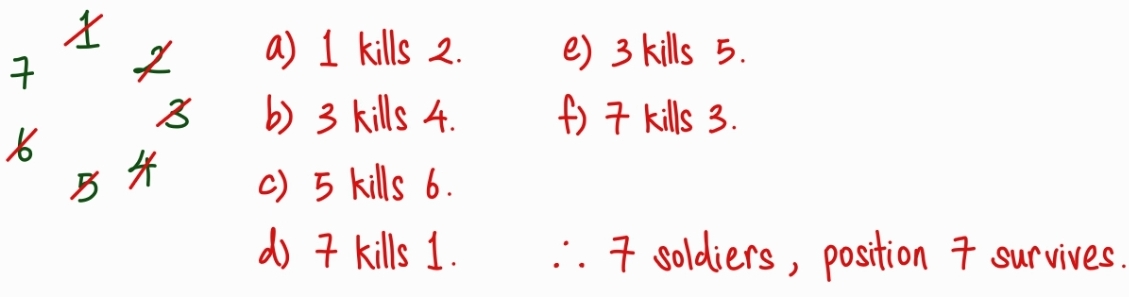 1
7
2
3
6
5
4
a) 1 kills 2.
b) 3 kills 4.
c) 5 kills 6.
d) 7 kills 1.
e) 3 kills 5.
f) 7 kills 3.
∴ 7 soldiers, position 7 survives.